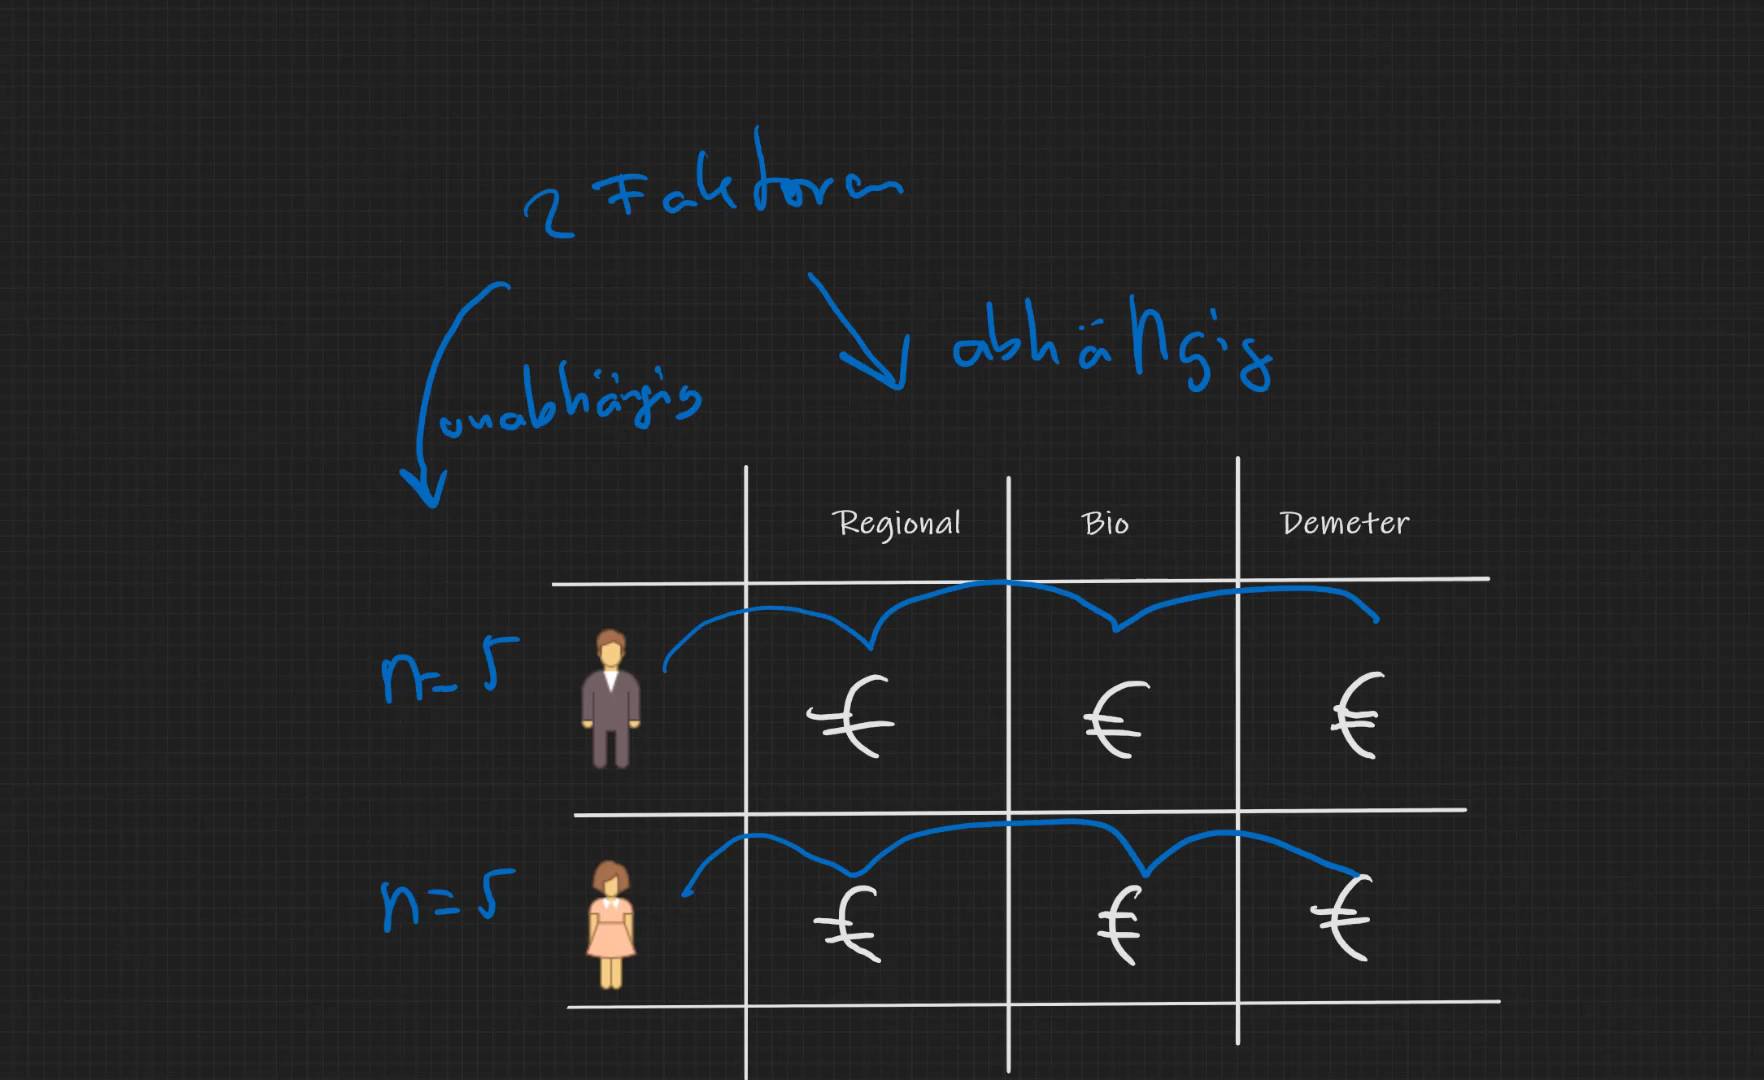 2 Faktoren
abhängig
unabhängig
Regional Bio Demeter
n=5
€ € €
n=5
€ € €